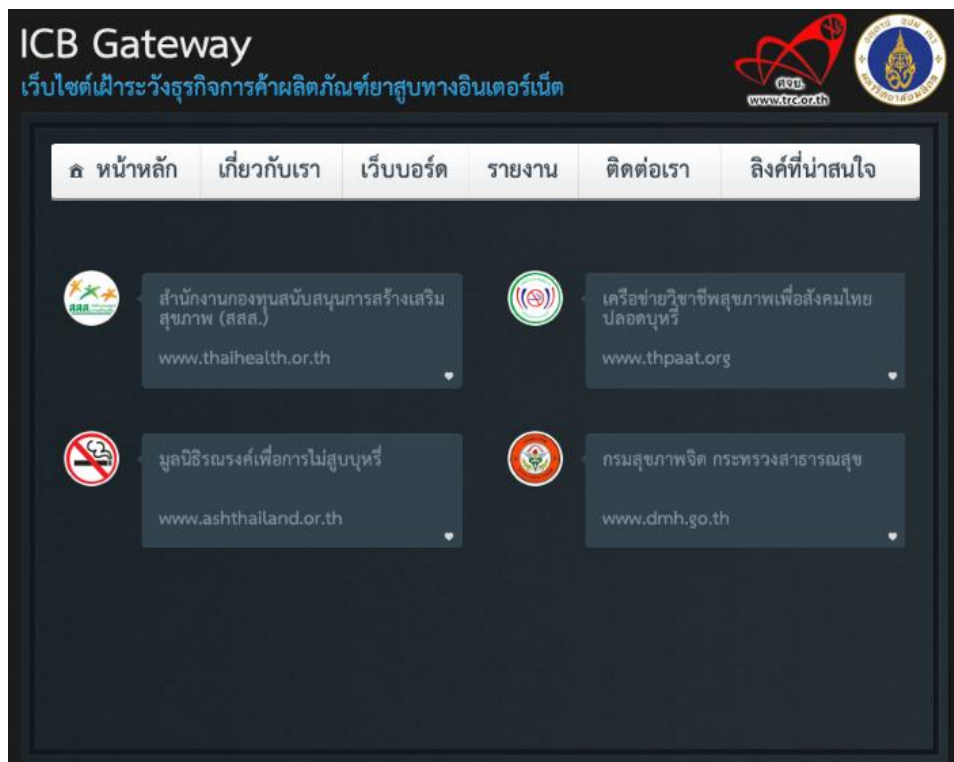 ICB Gateway
เว็บไซต์เฝ้าระวังธุรกิจการค้าผลิตภัณฑ์ยาสูบทางอินเตอร์เน็ต
ศจย.
www.trc.or.th
หน้าหลัก เกี่ยวกับเรา เว็บบอร์ด รายงาน ติดต่อเรา ลิงค์ที่น่าสนใจ
สสส.
สำนักงานกองทุนสนับสนุนการสร้างเสริม
สุขภาพ (สสส.)
www.thaihealth.or.th
เครือข่ายวิชาชีพสุขภาพเพื่อสังคมไทย
ปลอดบุหรี่
www.thpaat.org
มูลนิธิรณรงค์เพื่อการไม่สูบบุหรี่
www.ashthailand.or.th
กรมสุขภาพจิต กระทรวงสาธารณสุข
www.dmh.go.th